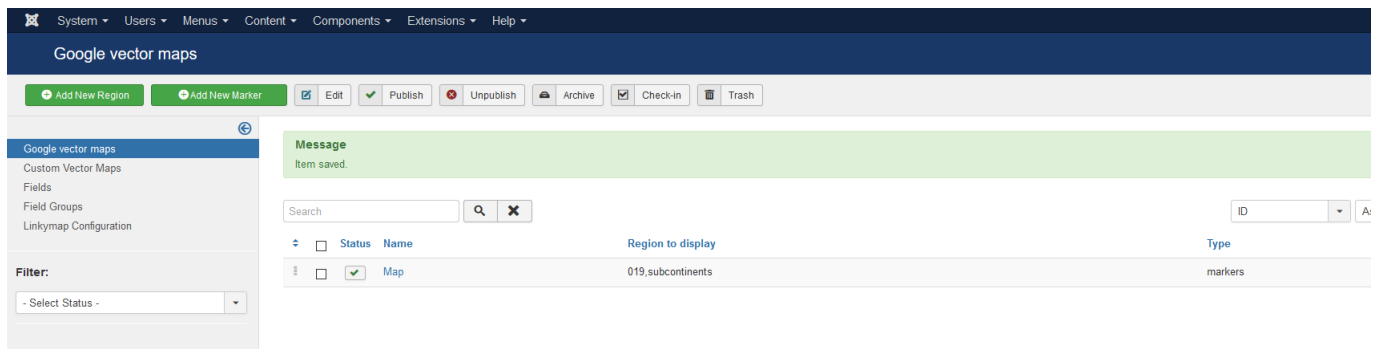 System Users Menus Content Components Extensions Help
Google vector maps
Add New Region Add New Marker Edit Publish Unpublish Archive Check-in Trash
Google vector maps
Custom Vector Maps
Fields
Field Groups
Linkymap Configuration
Filter:
- Select Status -
Message
Item saved.
Search
ID
Status Name Region to display Type
Map 019,subcontinents markers